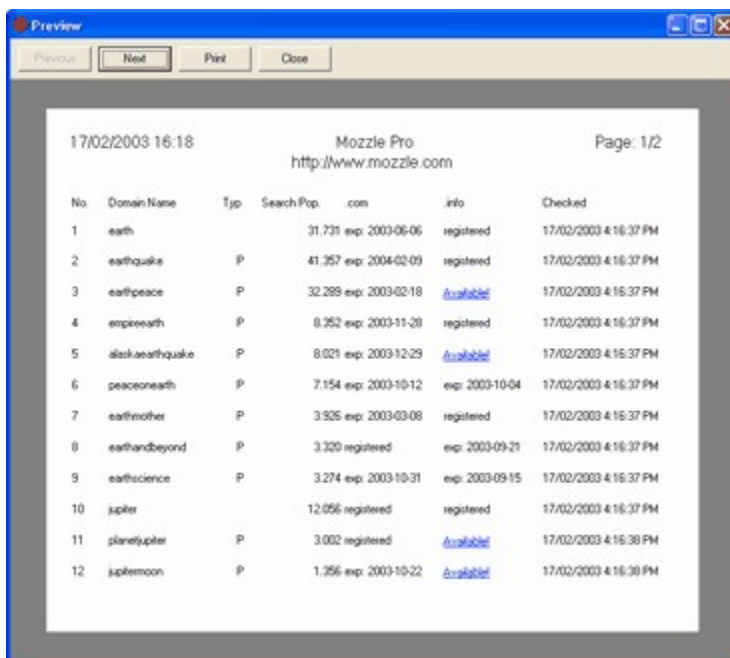 Preview
Previous Next Print Close
17/02/2003 16:18 Mozzle Pro Page: 1/2
http://www.mozzle.com
No. Domain Name Typ Search Pop. .com .info Checked
1 earth 31.731 exp: 2003-06-06 registered 17/02/2003 4:16:37 PM
2 earthquake P 41.357 exp: 2004-02-09 registered 17/02/2003 4:16:37 PM
3 earthpeace P 32.289 exp: 2003-02-18 Available! 17/02/2003 4:16:37 PM
4 empireearth P 8.352 exp: 2003-11-28 registered 17/02/2003 4:16:37 PM
5 alaskaearthquake P 8.021 exp: 2003-12-29 Available! 17/02/2003 4:16:37 PM
6 peaceonearth P 7.154 exp: 2003-10-12 exp: 2003-10-04 17/02/2003 4:16:37 PM
7 earthmother P 3.926 exp: 2003-03-08 registered 17/02/2003 4:16:37 PM
8 earthandbeyond P 3.320 registered exp: 2003-09-21 17/02/2003 4:16:37 PM
9 earthscience P 3.274 exp: 2003-10-31 exp: 2003-09-15 17/02/2003 4:16:37 PM
10 jupiter 12.056 registered registered 17/02/2003 4:16:37 PM
11 planetjupiter P 3.002 registered Available! 17/02/2003 4:16:38 PM
12 jupitermoon P 1.356 exp: 2003-10-22 Available! 17/02/2003 4:16:38 PM